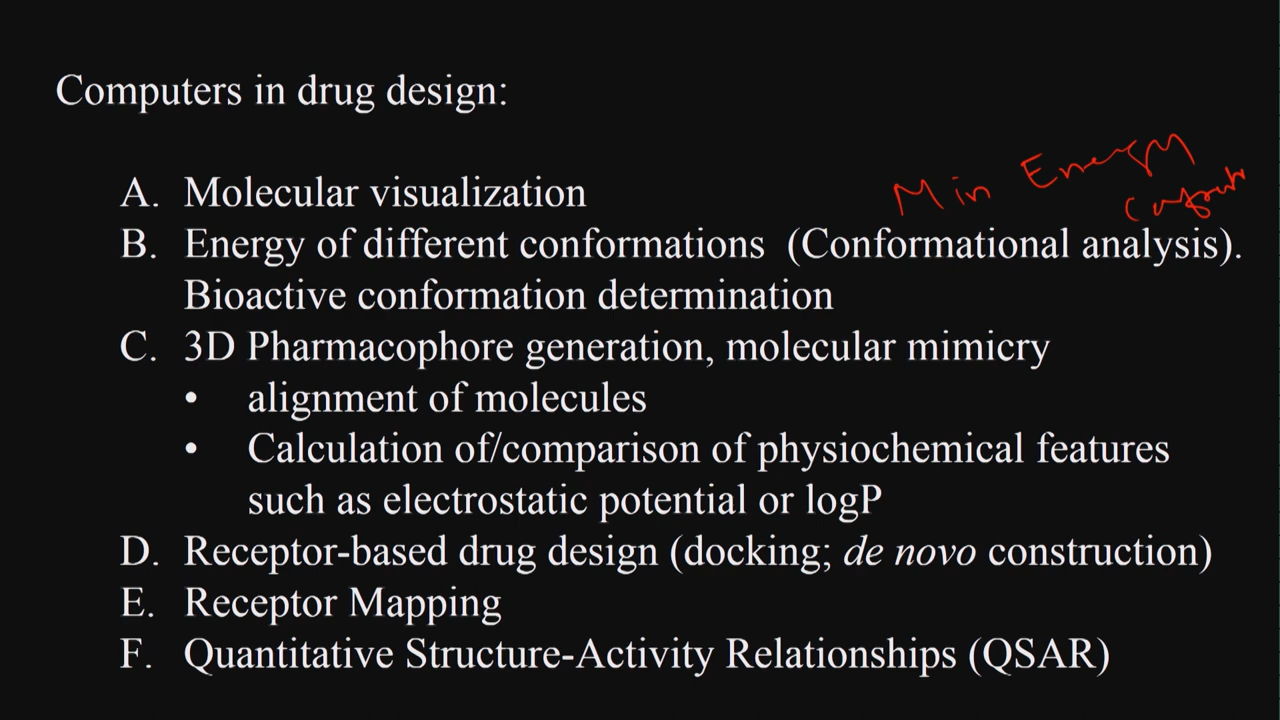 Computers in drug design:
A. Molecular visualization
Min Energy
B. Energy of different conformations (Conformational analysis).
Bioactive conformation determination
C. 3D Pharmacophore generation, molecular mimicry
• alignment of molecules
• Calculation of/comparison of physiochemical features
such as electrostatic potential or logP
D. Receptor-based drug design (docking; de novo construction)
E. Receptor Mapping
F. Quantitative Structure-Activity Relationships (QSAR)